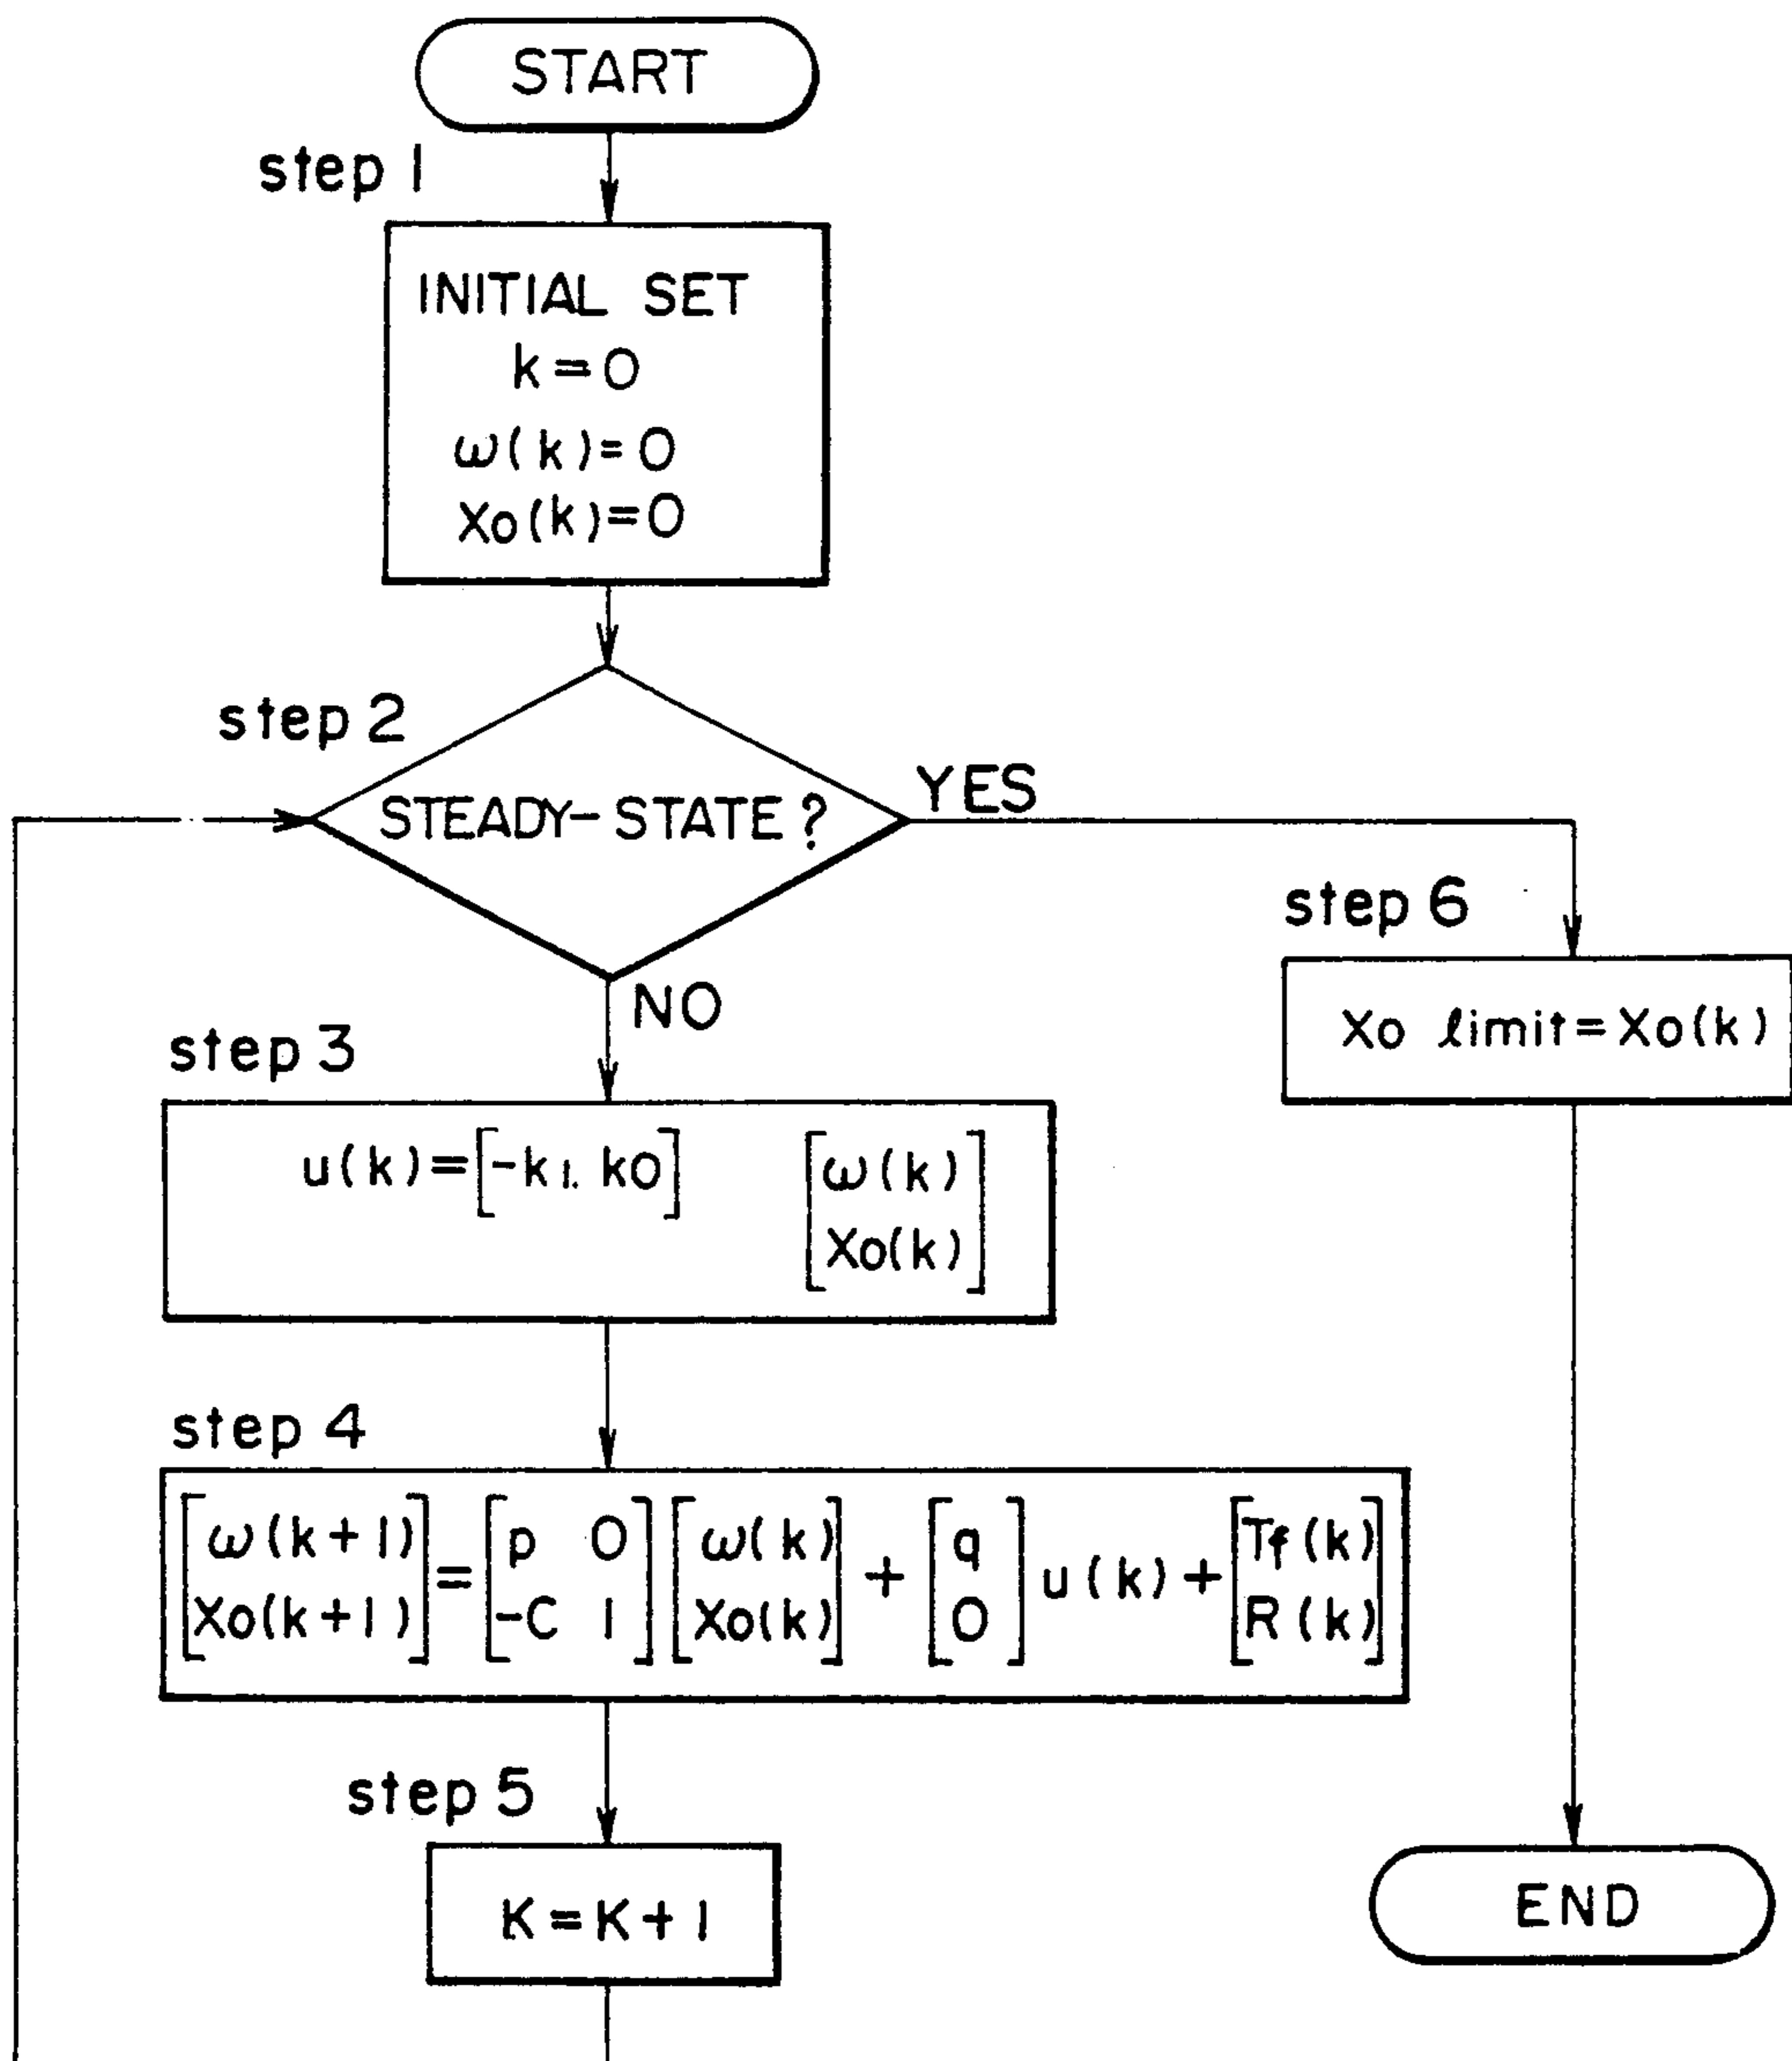 START
step 1
INITIAL SET
k=0
ω(k)=0
Xo(k)=0
step 2
STEADY-STATE?
YES
NO
step 6
Xo limit=Xo(k)
step 3
u(k)=[-k1. k0] [ω(k)
Xo(k)]
step 4
[ω(k+1)]=[p 0][ω(k)]+[q]u(k)+[Tf(k)]
[Xo(k+1)] [-C 1][Xo(k)] [0] [R(k)]
step 5
K=K+1
END